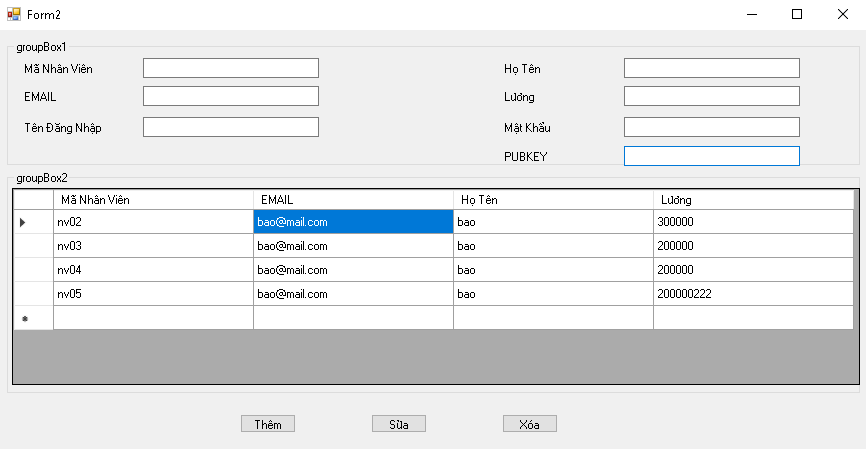 Form2
groupBox1
Mã Nhân Viên Họ Tên
EMAIL Lương
Tên Đăng Nhập Mật Khẩu
PUBKEY
groupBox2
Mã Nhân Viên EMAIL Họ Tên Lương
nv02 bao@mail.com bao 300000
nv03 bao@mail.com bao 200000
nv04 bao@mail.com bao 200000
nv05 bao@mail.com bao 200000222
Thêm Sửa Xóa